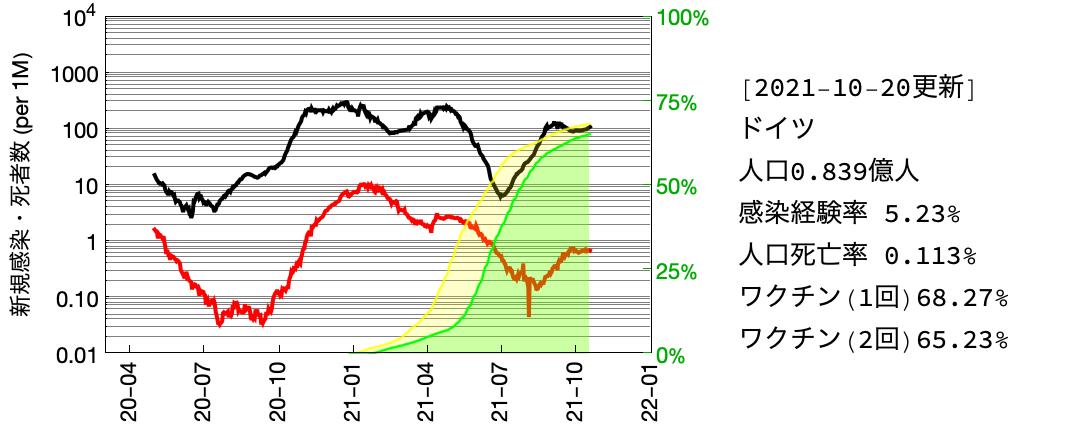 新規感染・死者数 (per 1M)
10^4
1000
100
10
1
0.10
0.01
100%
75%
50%
25%
0%
20-04
20-07
20-10
21-01
21-04
21-07
21-10
22-01
[2021-10-20更新]
ドイツ
人口0.839億人
感染経験率 5.23%
人口死亡率 0.113%
ワクチン(1回)68.27%
ワクチン(2回)65.23%